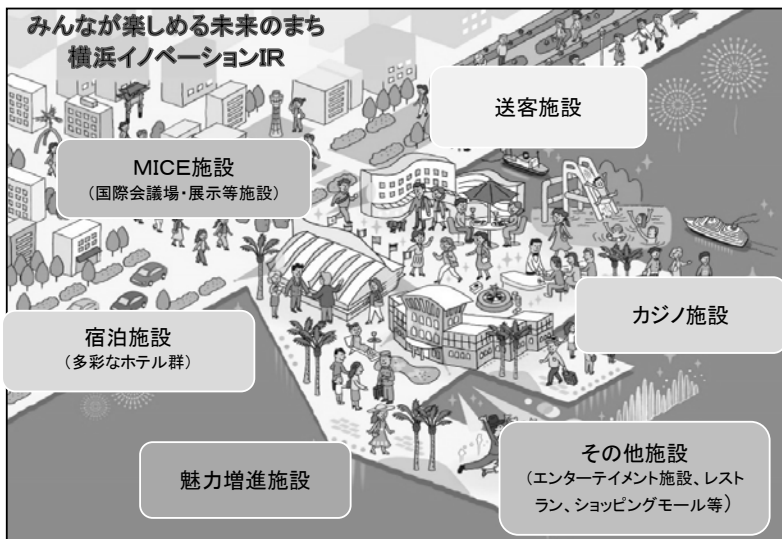 みんなが楽しめる未来のまち
横浜イノベーションIR
送客施設
MICE施設
(国際会議場・展示等施設)
カジノ施設
宿泊施設
(多彩なホテル群)
魅力増進施設
その他施設
(エンターテイメント施設、レスト
ラン、ショッピングモール等)